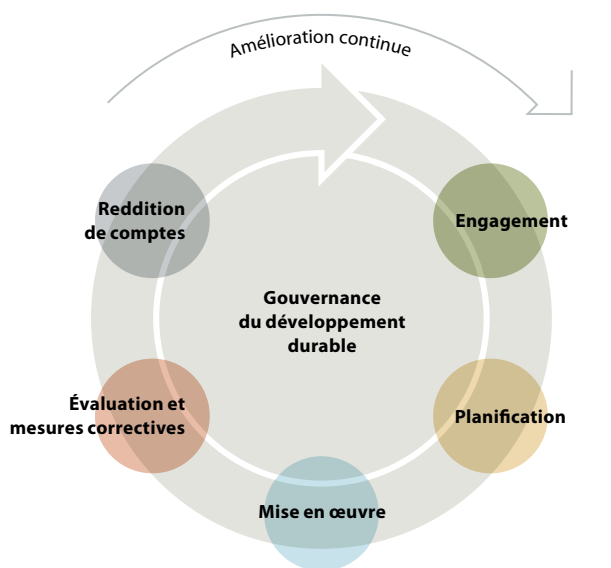 Amélioration continue
Reddition
de comptes
Engagement
Gouvernance
du développement
durable
Évaluation et
mesures correctives
Planification
Mise en œuvre